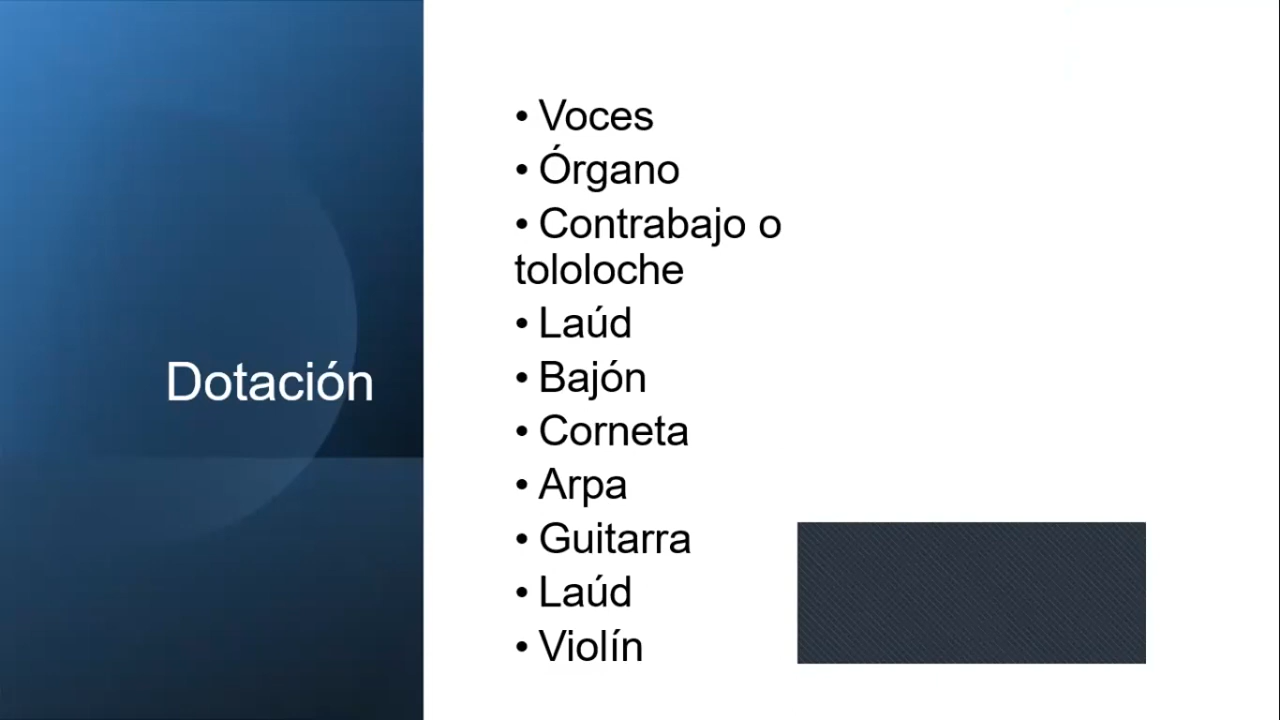 Dotación
• Voces
• Órgano
• Contrabajo o
tololoche
• Laúd
• Bajón
• Corneta
• Arpa
• Guitarra
• Laúd
• Violín